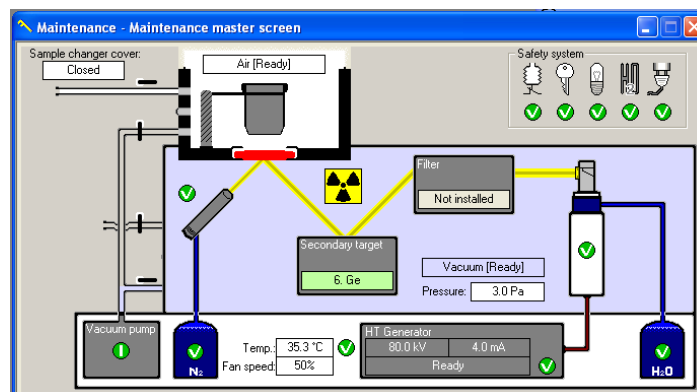 Maintenance - Maintenance master screen
Sample changer cover:
Closed
Air [Ready]
Safety system
Filter
Not installed
Secondary target
6. Ge
Vacuum [Ready]
Pressure: 3.0 Pa
Vacuum pump
N₂
Temp.: 35.3 °C
Fan speed: 50%
HT Generator
80.0 kV 4.0 mA
Ready
H₂O